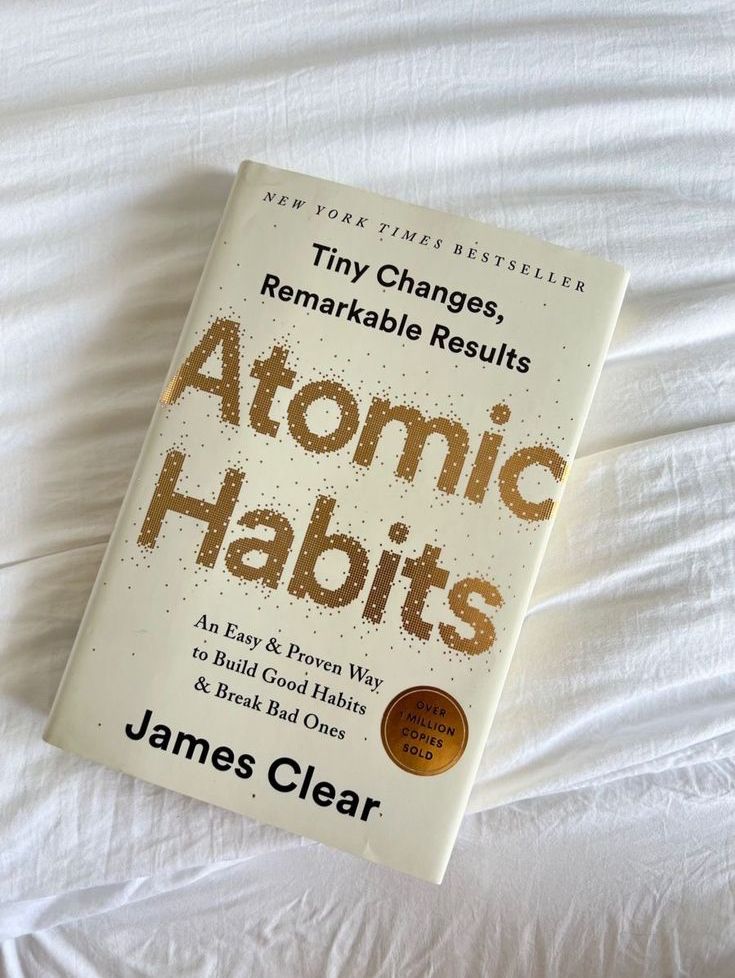 NEW YORK TIMES BESTSELLER
Tiny Changes,
Remarkable Results
Atomic
Habits
An Easy & Proven Way
to Build Good Habits
& Break Bad Ones
OVER
1 MILLION
COPIES
SOLD
James Clear